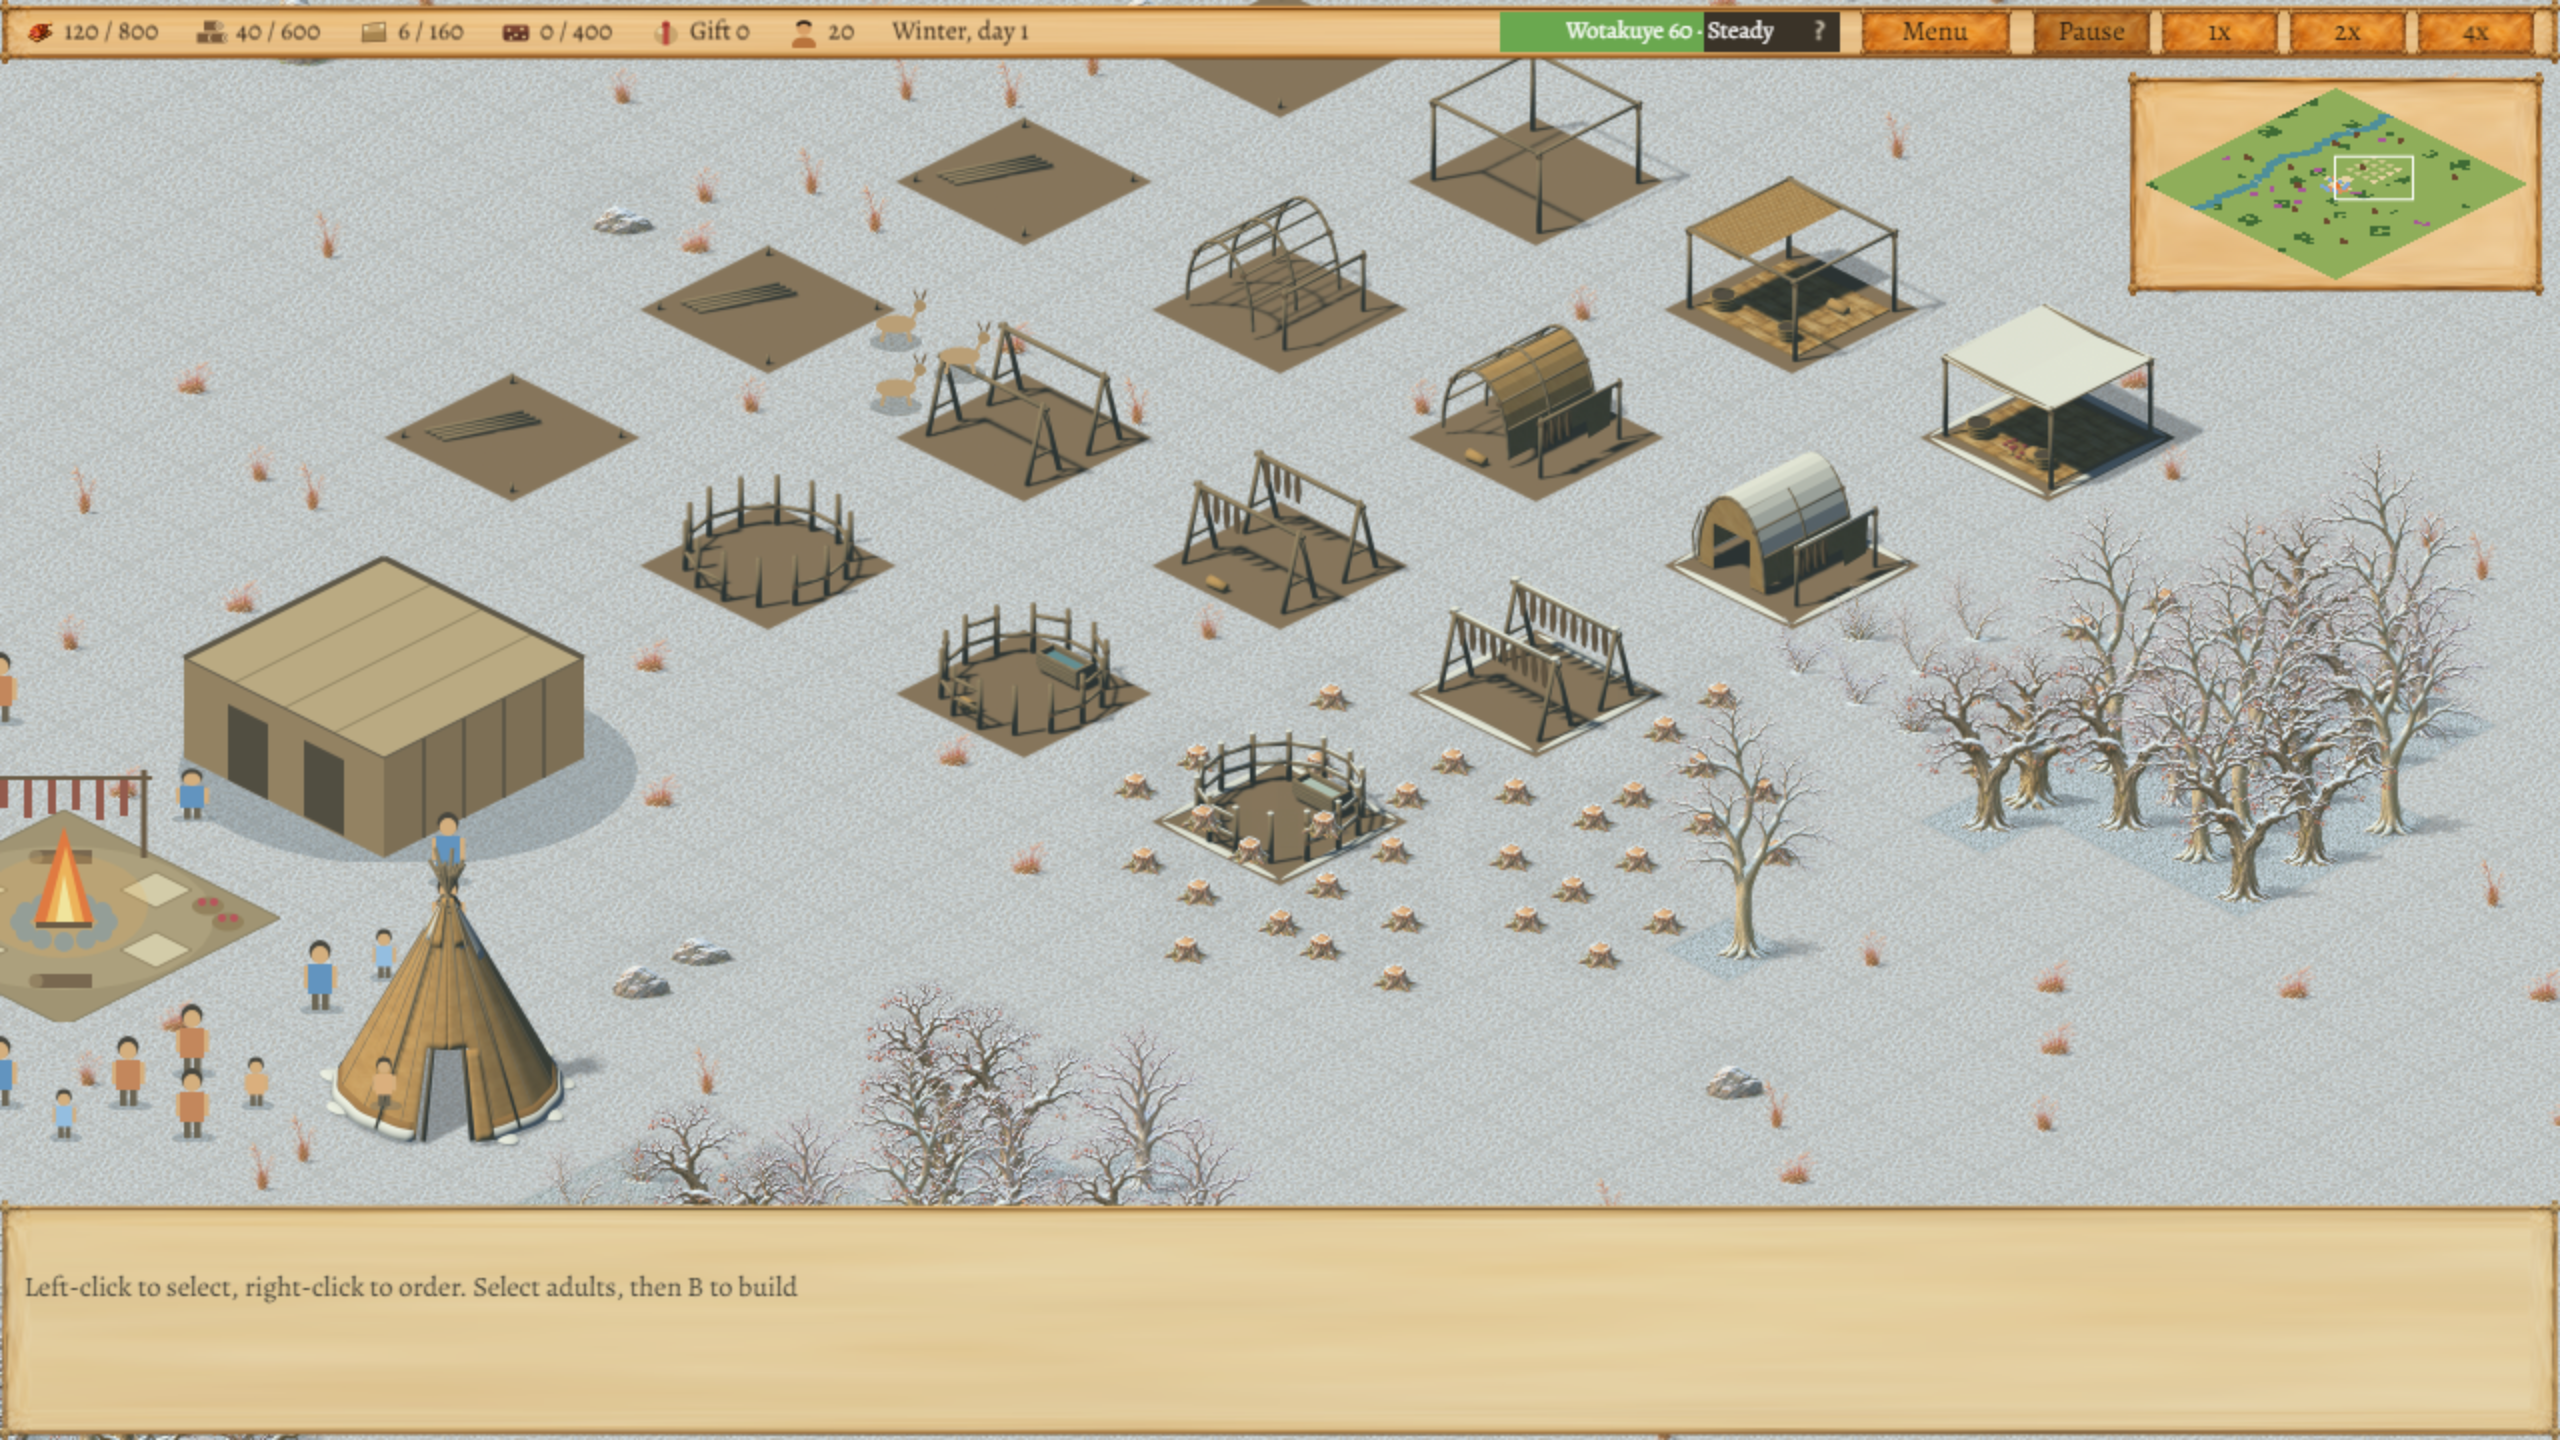 120 / 800 40 / 600 6 / 160 0 / 400 Gift 0 20 Winter, day 1 Wotakuye 60 · Steady ? Menu Pause 1x 2x 4x
Left-click to select, right-click to order. Select adults, then B to build